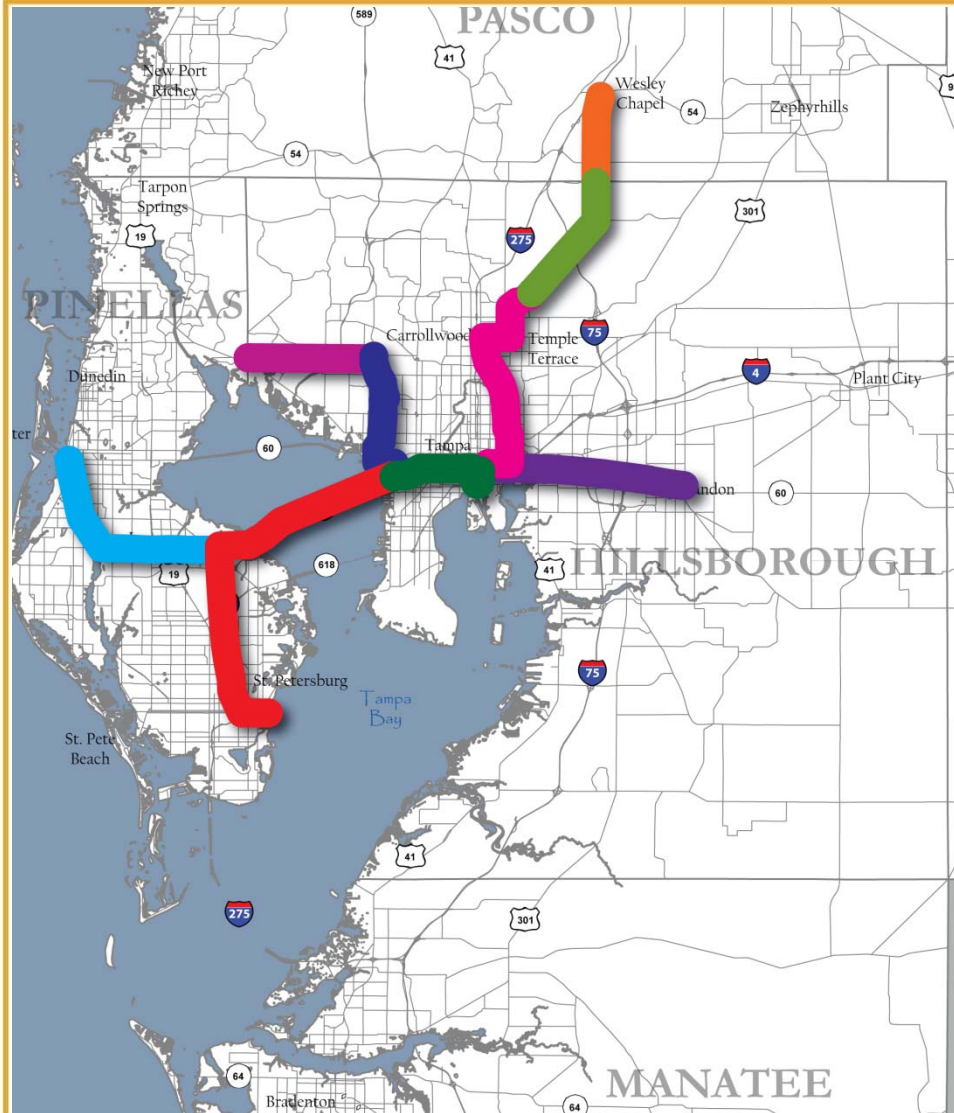 589
PASCO
41
New Port
Richey
Wesley
Chapel
54
Zephyrhills
54
Tarpon
Springs
301
19
275
PINELLAS
Carrollwood
Temple
Terrace
75
Dunedin
4
Plant City
ter
60
Tampa
andon
60
19
618
41
HILLSBOROUGH
St. Petersburg
75
Tampa
Bay
St. Pete
Beach
41
275
301
64
MANATEE
Bradenton
64